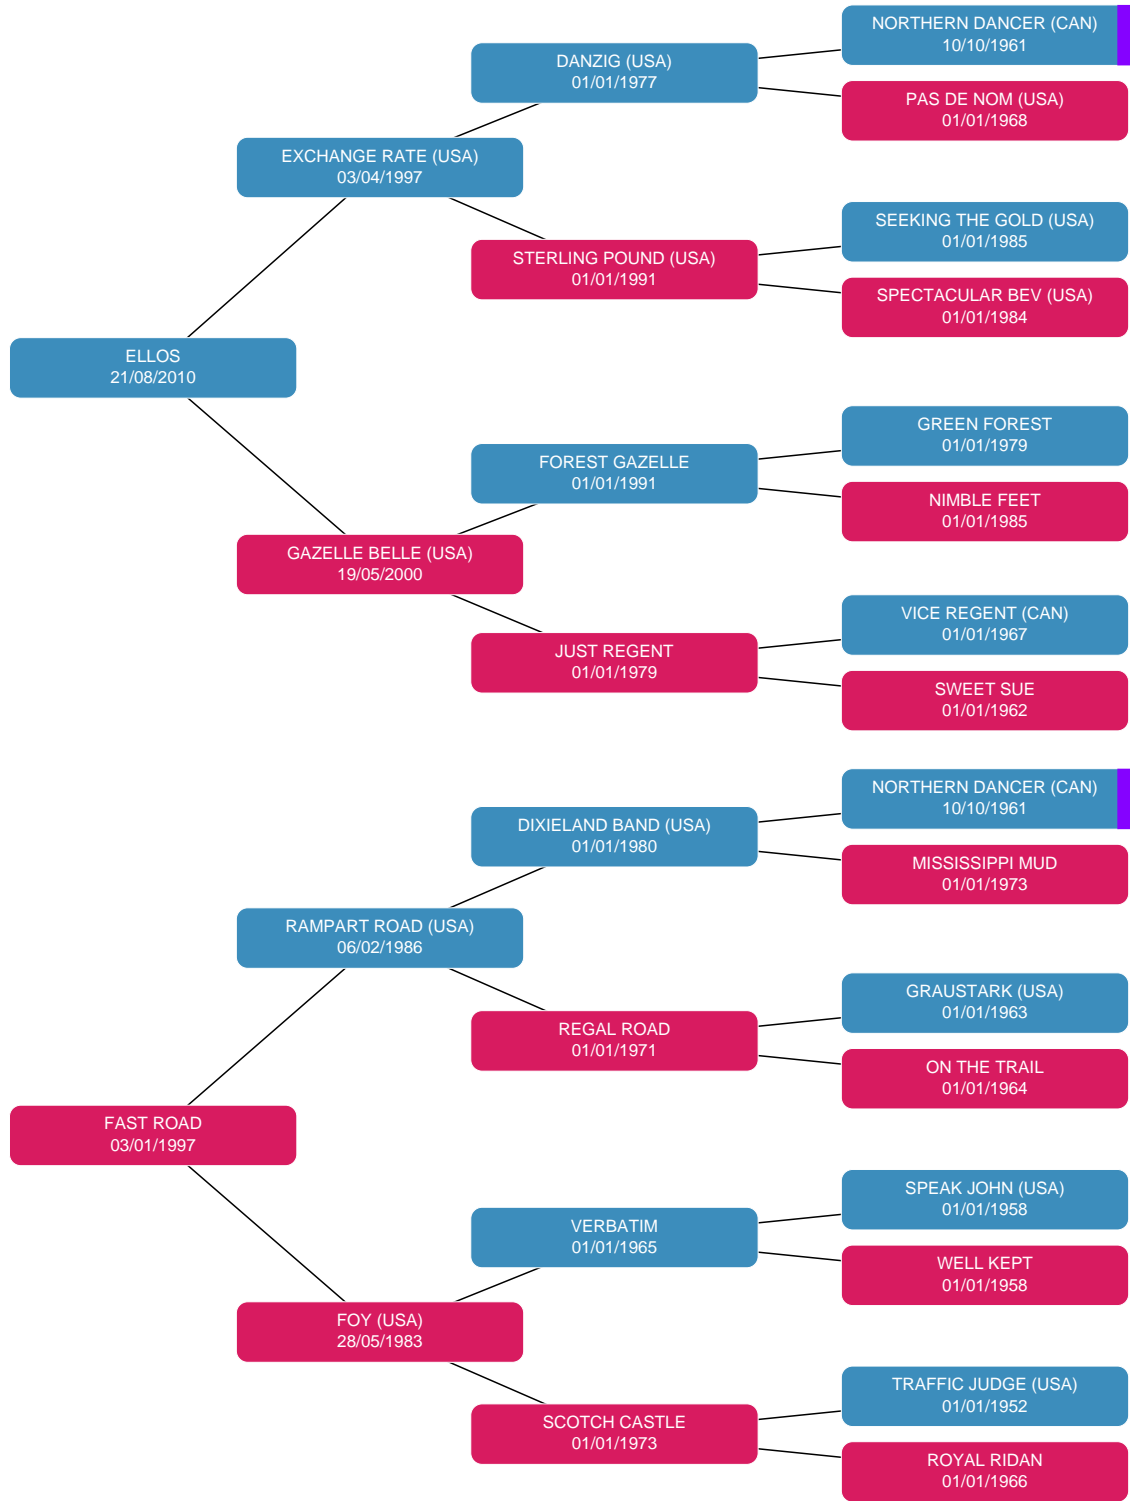 NORTHERN DANCER (CAN)
10/10/1961
DANZIG (USA)
01/01/1977
PAS DE NOM (USA)
01/01/1968
EXCHANGE RATE (USA)
03/04/1997
SEEKING THE GOLD (USA)
01/01/1985
STERLING POUND (USA)
01/01/1991
SPECTACULAR BEV (USA)
01/01/1984
ELLOS
21/08/2010
GREEN FOREST
01/01/1979
FOREST GAZELLE
01/01/1991
NIMBLE FEET
01/01/1985
GAZELLE BELLE (USA)
19/05/2000
VICE REGENT (CAN)
01/01/1967
JUST REGENT
01/01/1979
SWEET SUE
01/01/1962
NORTHERN DANCER (CAN)
10/10/1961
DIXIELAND BAND (USA)
01/01/1980
MISSISSIPPI MUD
01/01/1973
RAMPART ROAD (USA)
06/02/1986
GRAUSTARK (USA)
01/01/1963
REGAL ROAD
01/01/1971
ON THE TRAIL
01/01/1964
FAST ROAD
03/01/1997
SPEAK JOHN (USA)
01/01/1958
VERBATIM
01/01/1965
WELL KEPT
01/01/1958
FOY (USA)
28/05/1983
TRAFFIC JUDGE (USA)
01/01/1952
SCOTCH CASTLE
01/01/1973
ROYAL RIDAN
01/01/1966